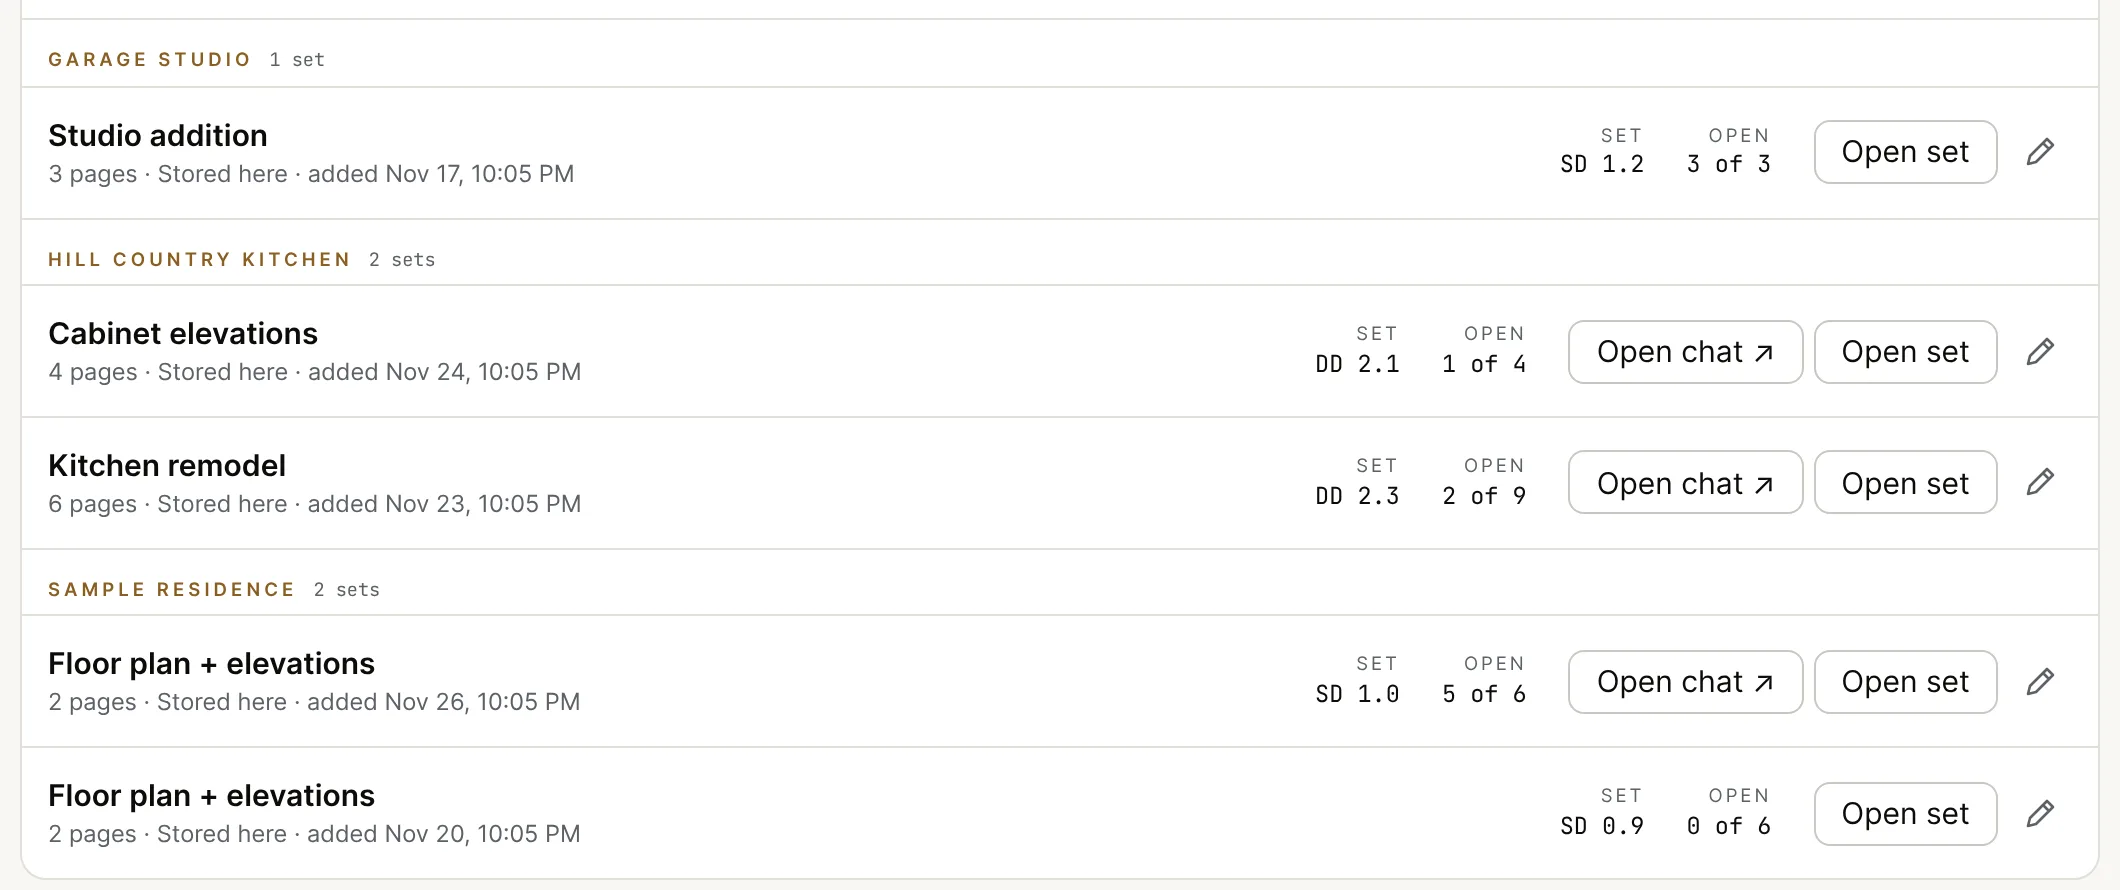 GARAGE STUDIO 1 set
Studio addition
3 pages · Stored here · added Nov 17, 10:05 PM
SET OPEN
SD 1.2 3 of 3
Open set
HILL COUNTRY KITCHEN 2 sets
Cabinet elevations
4 pages · Stored here · added Nov 24, 10:05 PM
SET OPEN
DD 2.1 1 of 4
Open chat ↗ Open set
Kitchen remodel
6 pages · Stored here · added Nov 23, 10:05 PM
SET OPEN
DD 2.3 2 of 9
Open chat ↗ Open set
SAMPLE RESIDENCE 2 sets
Floor plan + elevations
2 pages · Stored here · added Nov 26, 10:05 PM
SET OPEN
SD 1.0 5 of 6
Open chat ↗ Open set
Floor plan + elevations
2 pages · Stored here · added Nov 20, 10:05 PM
SET OPEN
SD 0.9 0 of 6
Open set